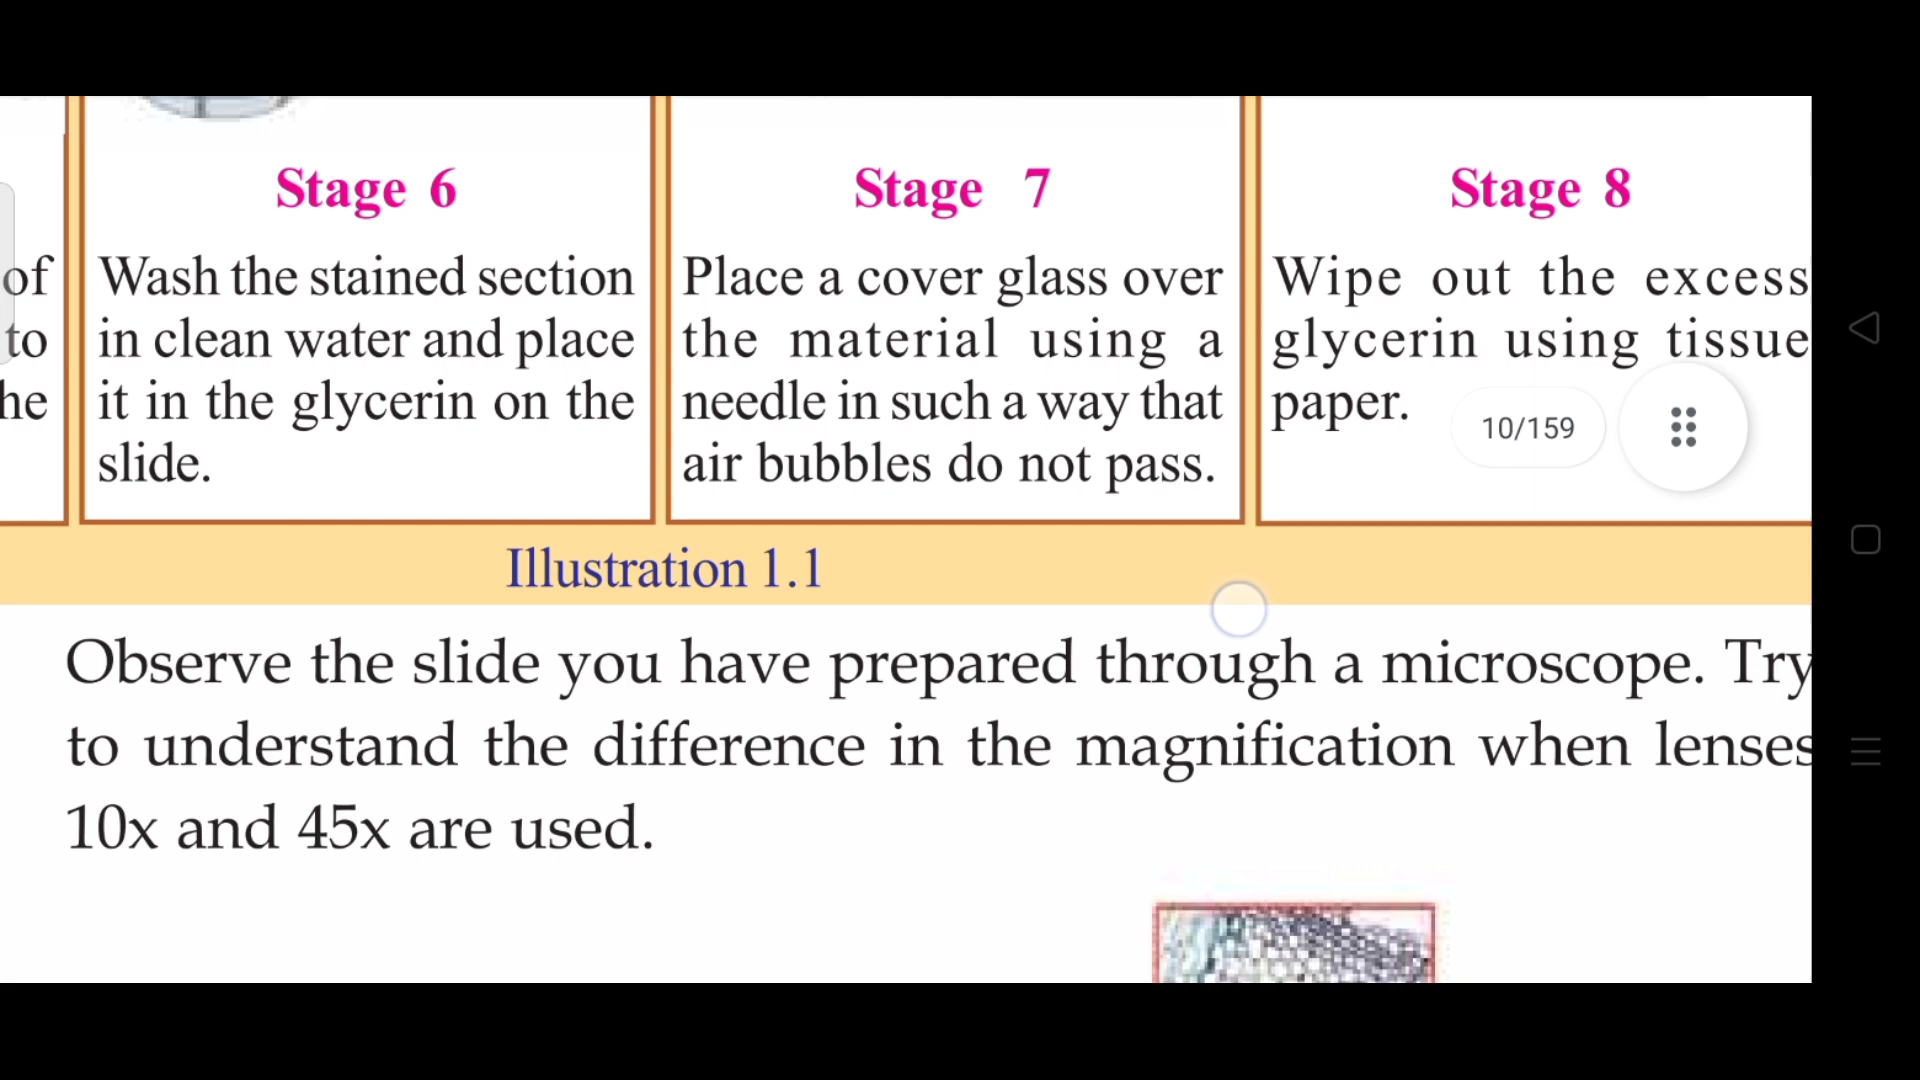 of
to
he
Stage 6
Wash the stained section
in clean water and place
it in the glycerin on the
slide.
Stage 7
Place a cover glass over
the material using a
needle in such a way that
air bubbles do not pass.
Stage 8
Wipe out the excess
glycerin using tissue
paper.
10/159
Illustration 1.1
Observe the slide you have prepared through a microscope. Try
to understand the difference in the magnification when lenses
10x and 45x are used.